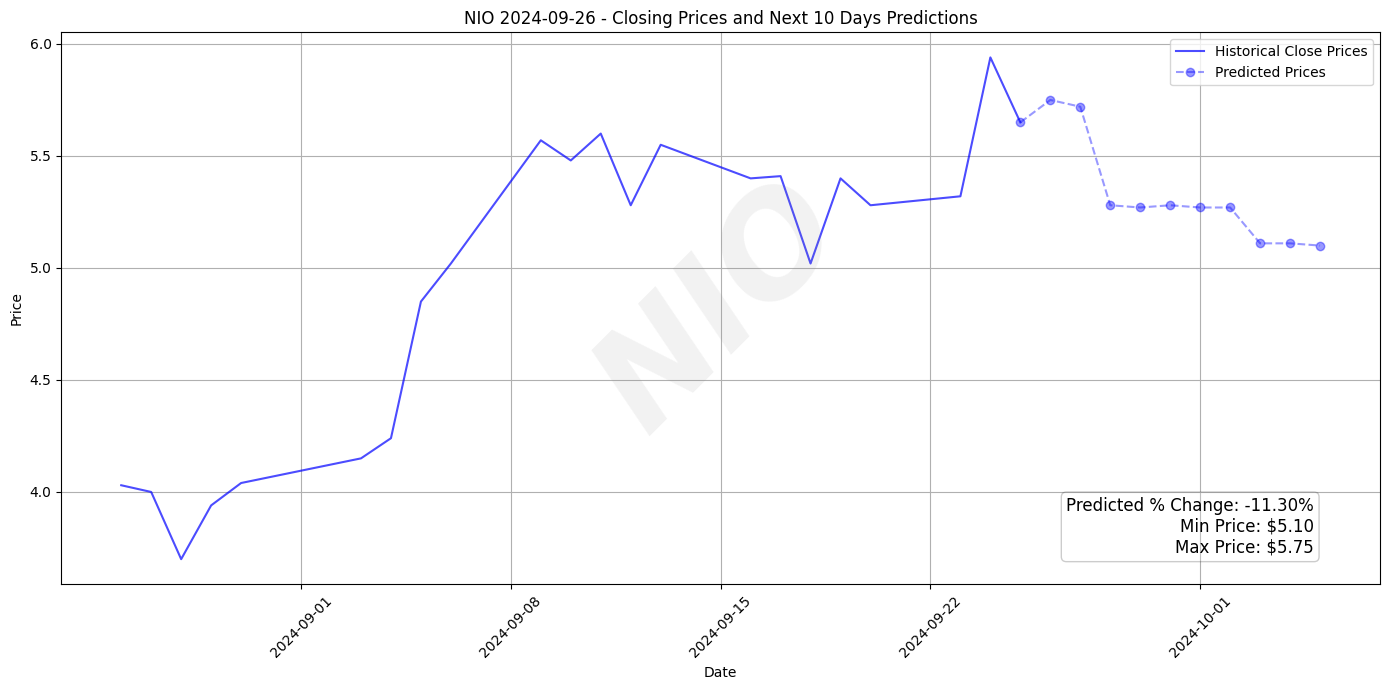 NIO 2024-09-26 - Closing Prices and Next 10 Days Predictions
Historical Close Prices
Predicted Prices
6.0
5.5
5.0
4.5
4.0
Price
NIO
Predicted % Change: -11.30%
Min Price: $5.10
Max Price: $5.75
2024-09-01
2024-09-08
2024-09-15
2024-09-22
2024-10-01
Date